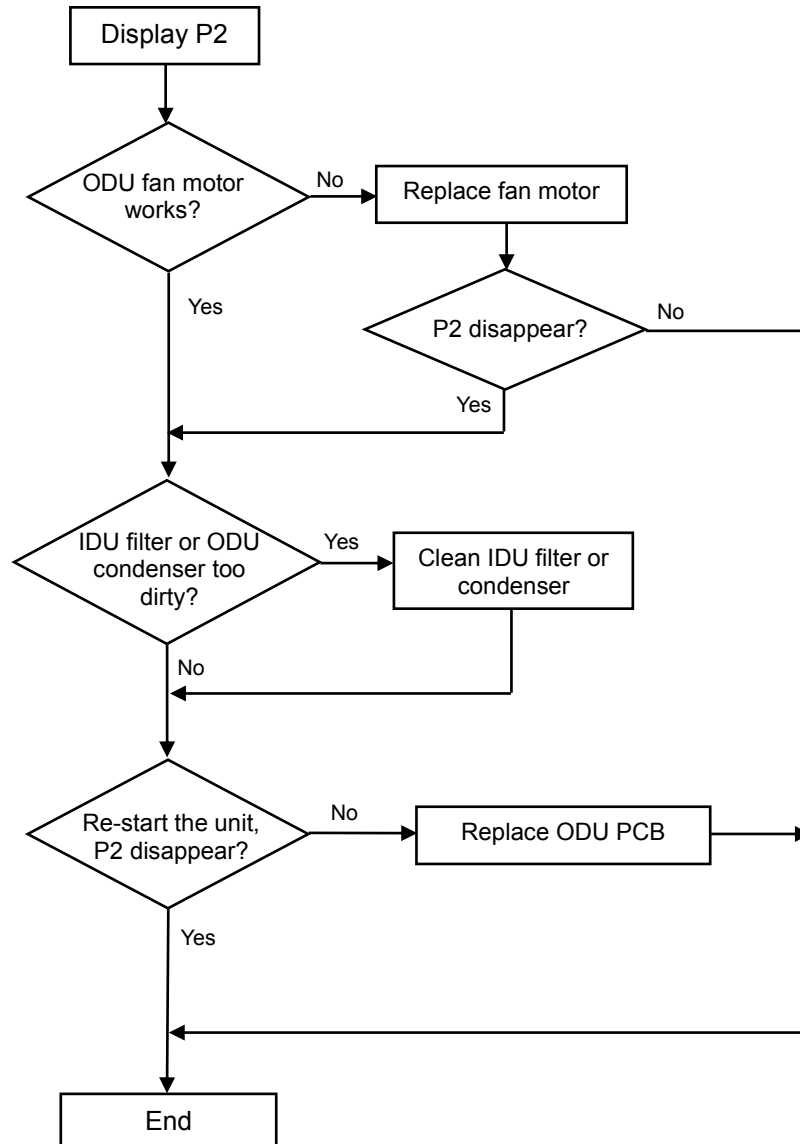 Display P2
ODU fan motor
works?
No
Replace fan motor
Yes
P2 disappear?
No
Yes
IDU filter or ODU
condenser too
dirty?
Yes
Clean IDU filter or
condenser
No
Re-start the unit,
P2 disappear?
No
Replace ODU PCB
Yes
End